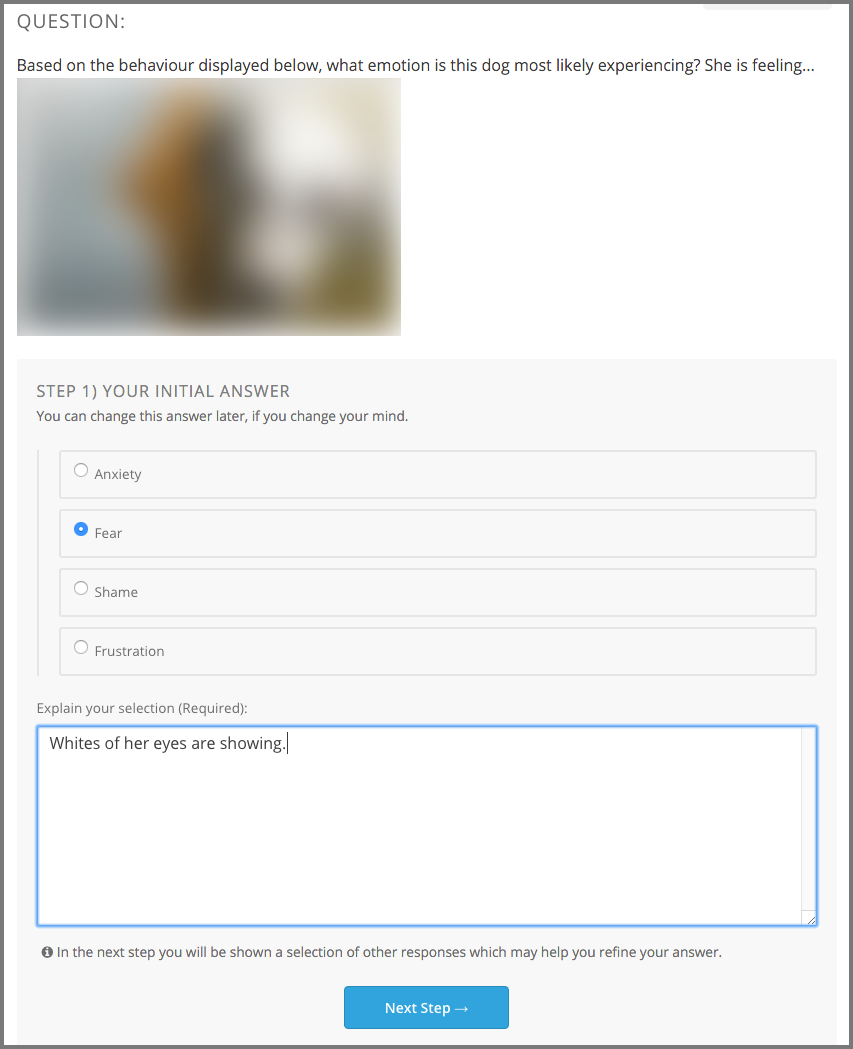 QUESTION:
Based on the behaviour displayed below, what emotion is this dog most likely experiencing? She is feeling...
STEP 1) YOUR INITIAL ANSWER
You can change this answer later, if you change your mind.
Anxiety
Fear
Shame
Frustration
Explain your selection (Required):
Whites of her eyes are showing.
In the next step you will be shown a selection of other responses which may help you refine your answer.
Next Step →